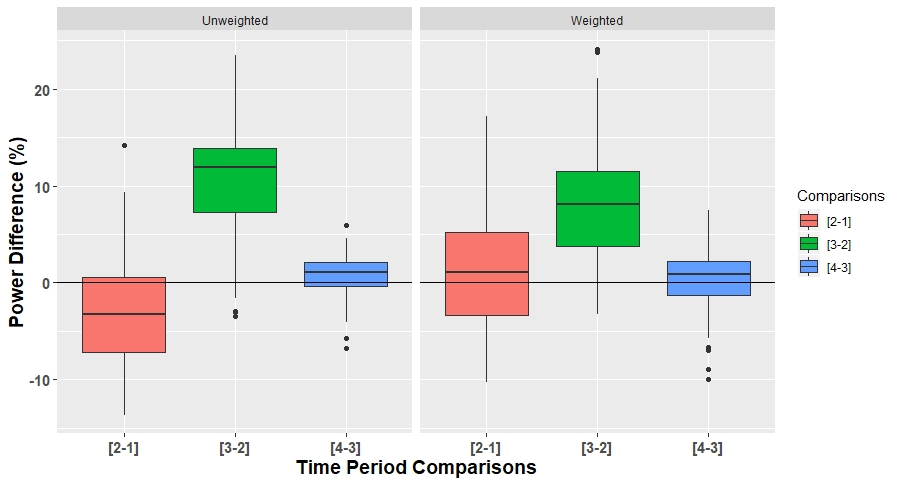 Unweighted
Weighted
Power Difference (%)
20
10
0
-10
[2-1] [3-2] [4-3]
[2-1] [3-2] [4-3]
Time Period Comparisons
Comparisons
[2-1]
[3-2]
[4-3]